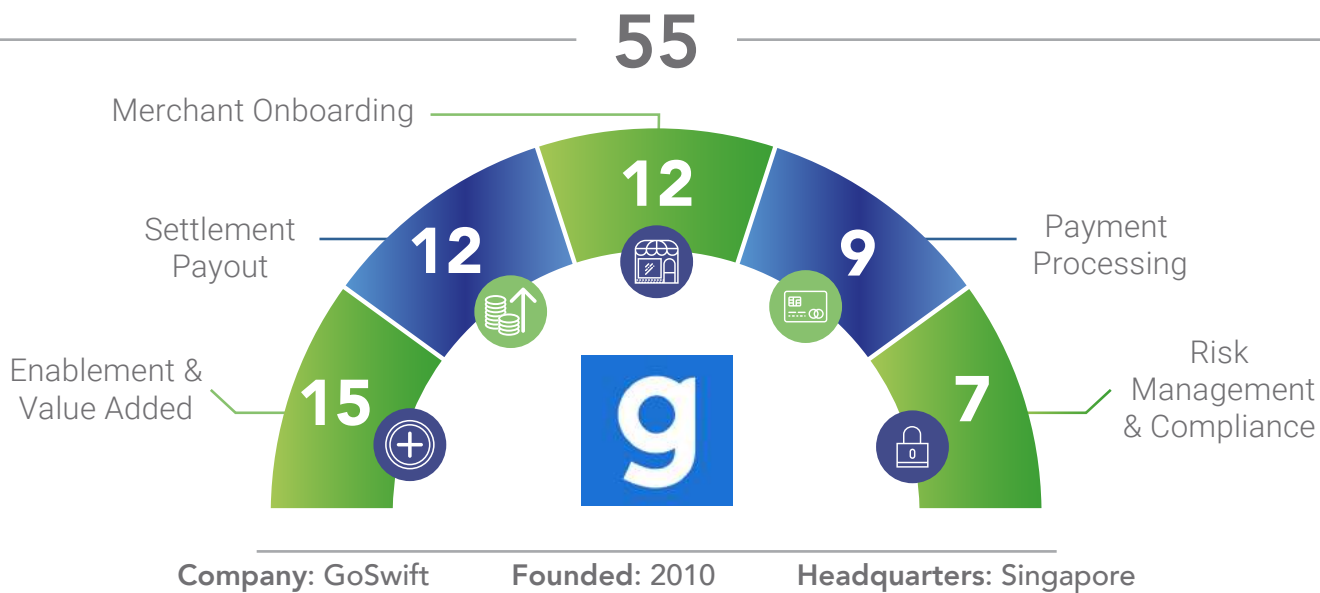 55
Merchant Onboarding
12
Settlement
Payout
12
9
Payment
Processing
Enablement &
Value Added
15
7
Risk
Management
& Compliance
g
Company: GoSwift Founded: 2010 Headquarters: Singapore